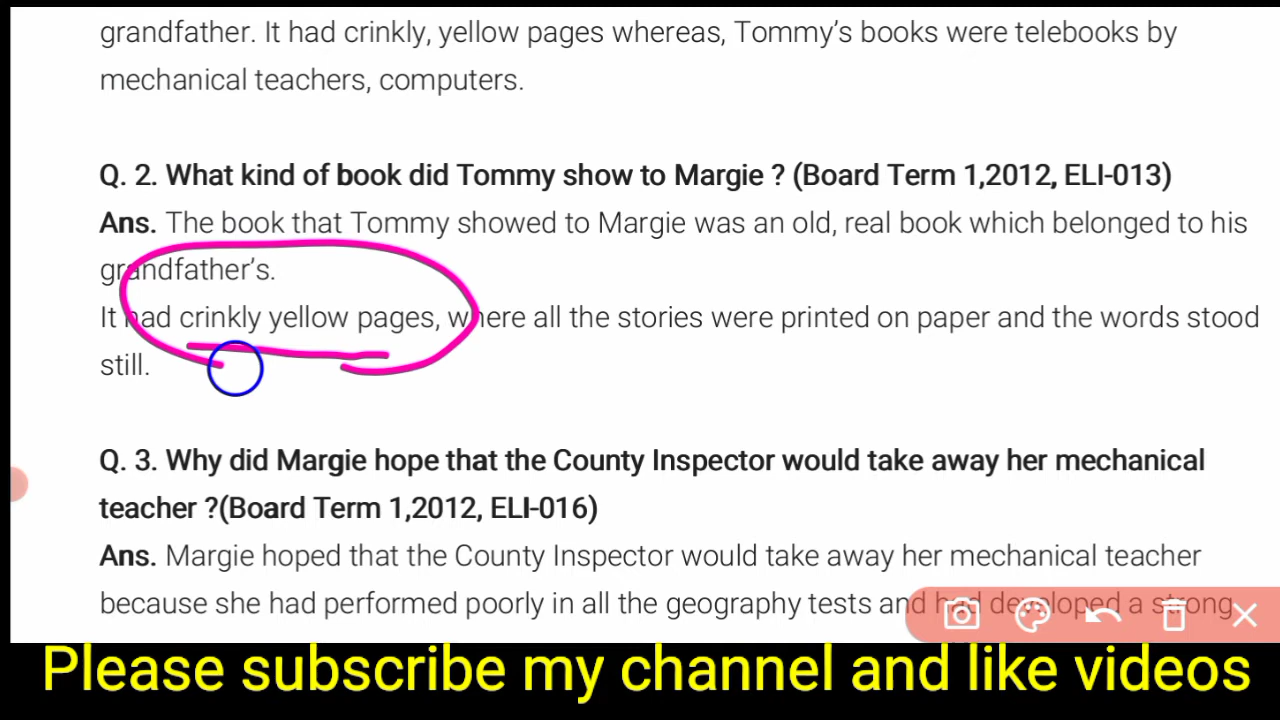 grandfather. It had crinkly, yellow pages whereas, Tommy's books were telebooks by
mechanical teachers, computers.
Q. 2. What kind of book did Tommy show to Margie ? (Board Term 1,2012, ELI-013)
Ans. The book that Tommy showed to Margie was an old, real book which belonged to his
grandfather's.
It had crinkly yellow pages, where all the stories were printed on paper and the words stood
still.
Q. 3. Why did Margie hope that the County Inspector would take away her mechanical
teacher ?(Board Term 1,2012, ELI-016)
Ans. Margie hoped that the County Inspector would take away her mechanical teacher
because she had performed poorly in all the geography tests and had developed a strong
Please subscribe my channel and like videos